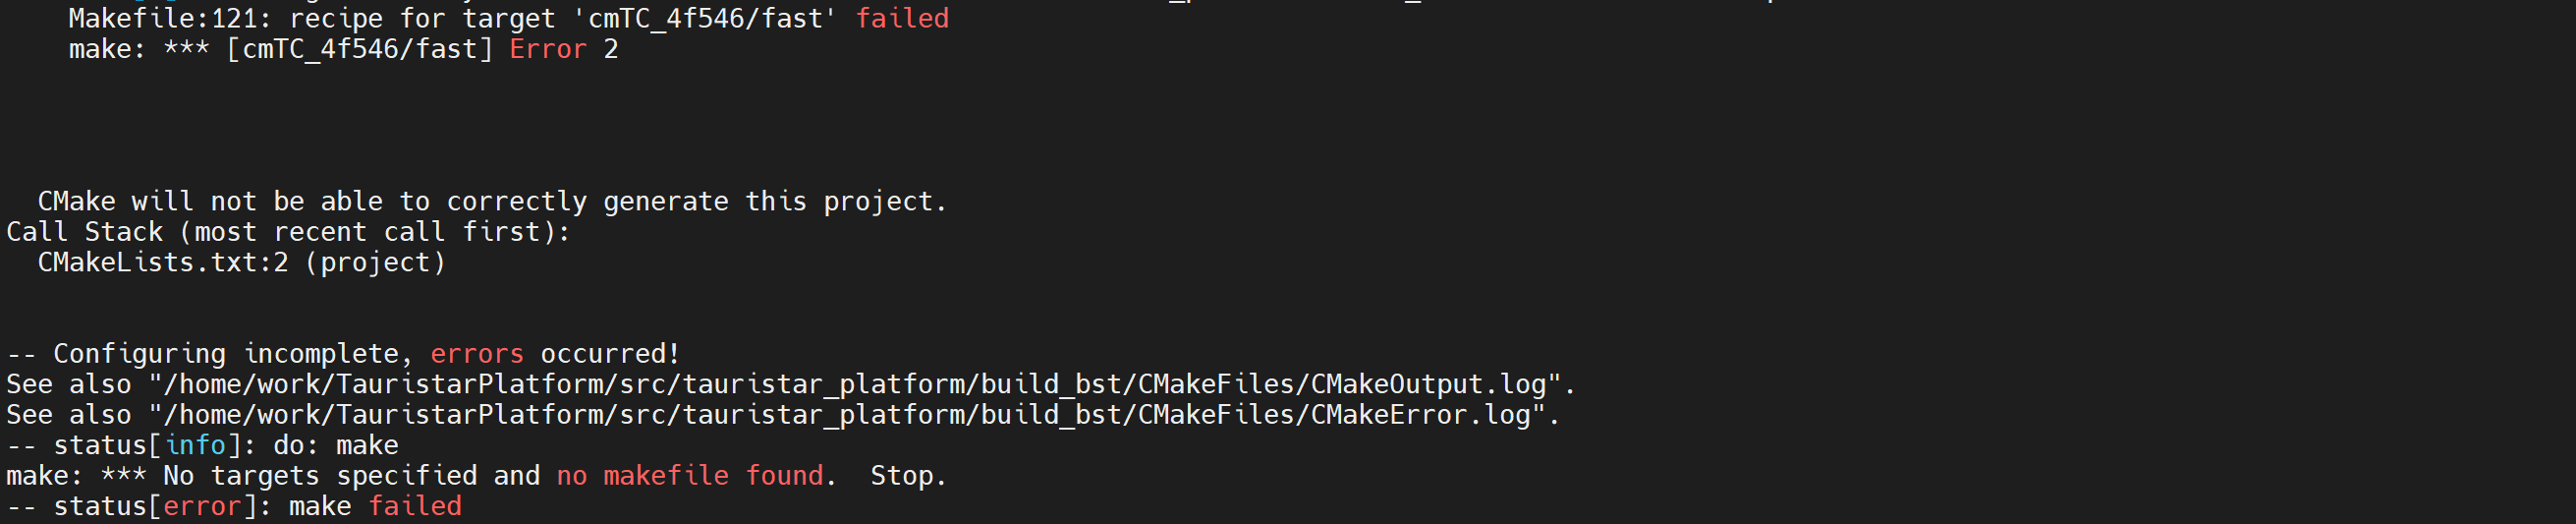 Makefile:121: recipe for target 'cmTC_4f546/fast' failed
make: *** [cmTC_4f546/fast] Error 2
CMake will not be able to correctly generate this project.
Call Stack (most recent call first):
CMakeLists.txt:2 (project)
-- Configuring incomplete, errors occurred!
See also "/home/work/TauristarPlatform/src/tauristar_platform/build_bst/CMakeFiles/CMakeOutput.log".
See also "/home/work/TauristarPlatform/src/tauristar_platform/build_bst/CMakeFiles/CMakeError.log".
-- status[info]: do: make
make: *** No targets specified and no makefile found.  Stop.
-- status[error]: make failed